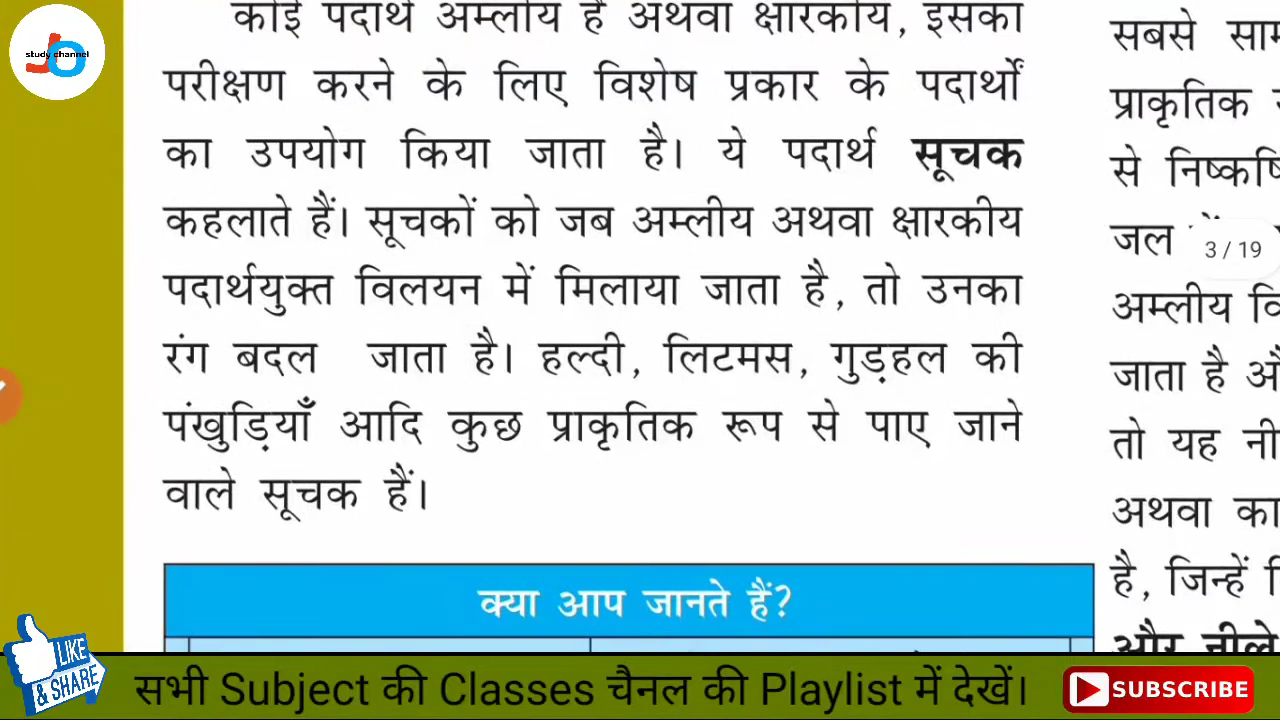 study channel
कोई पदार्थ अम्लीय है अथवा क्षारकीय, इसका
परीक्षण करने के लिए विशेष प्रकार के पदार्थों
का उपयोग किया जाता है। ये पदार्थ सूचक
कहलाते हैं। सूचकों को जब अम्लीय अथवा क्षारकीय
पदार्थयुक्त विलयन में मिलाया जाता है, तो उनका
रंग बदल जाता है। हल्दी, लिटमस, गुड़हल की
पंखुड़ियाँ आदि कुछ प्राकृतिक रूप से पाए जाने
वाले सूचक हैं।
क्या आप जानते हैं?
सबसे
प्राकृतिक
से
जल
3 / 19
अम्लीय
जाता है
तो यह
अथवा
है, जिन्हें
और
LIKE
& SHARE
सभी Subject की Classes चैनल की Playlist में देखें।
SUBSCRIBE